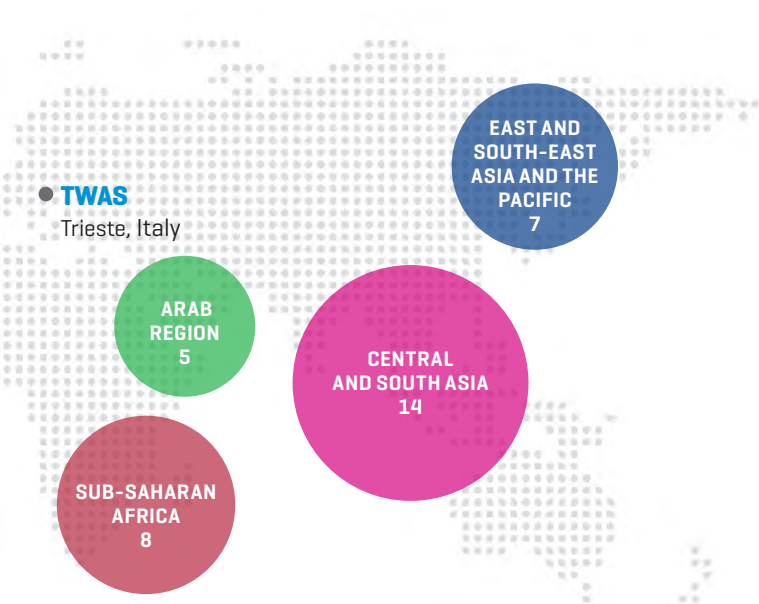 EAST AND
SOUTH-EAST
ASIA AND THE
PACIFIC
7
TWAS
Trieste, Italy
ARAB
REGION
5
CENTRAL
AND SOUTH ASIA
14
SUB-SAHARAN
AFRICA
8